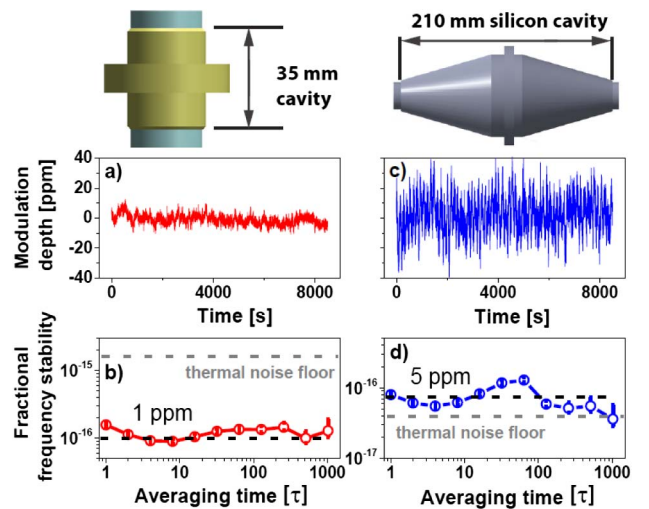 35 mm
cavity
210 mm silicon cavity
Modulation
depth [ppm]
a)
40
20
0
-20
-40
0 4000 8000
Time [s]
c)
0 4000 8000
Time [s]
Fractional
frequency stability
10⁻¹⁵
10⁻¹⁶
thermal noise floor
b)
1 ppm
1 10 100 1000
Averaging time [τ]
d)
5 ppm
10⁻¹⁶
thermal noise floor
10⁻¹⁷
1 10 100 1000
Averaging time [τ]